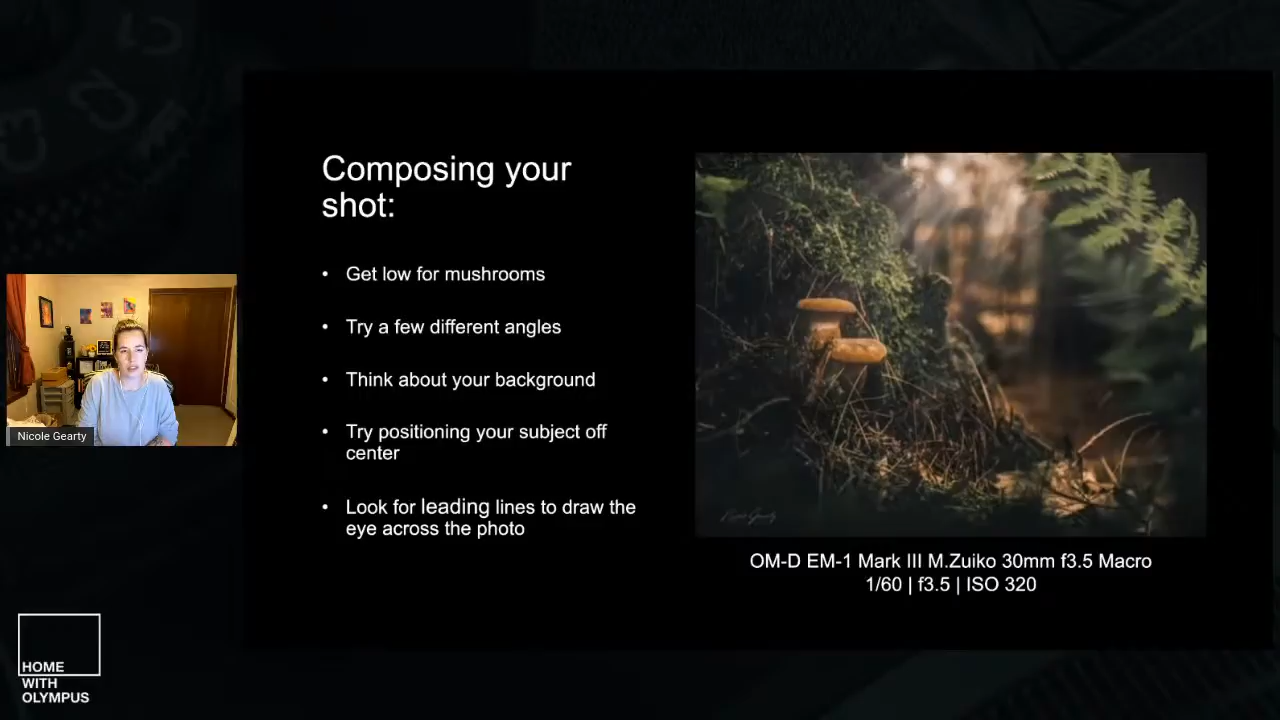 Composing your
shot:
• Get low for mushrooms
• Try a few different angles
• Think about your background
• Try positioning your subject off
center
• Look for leading lines to draw the
eye across the photo
OM-D EM-1 Mark III M.Zuiko 30mm f3.5 Macro
1/60 | f3.5 | ISO 320
Nicole Gearty
HOME
WITH
OLYMPUS